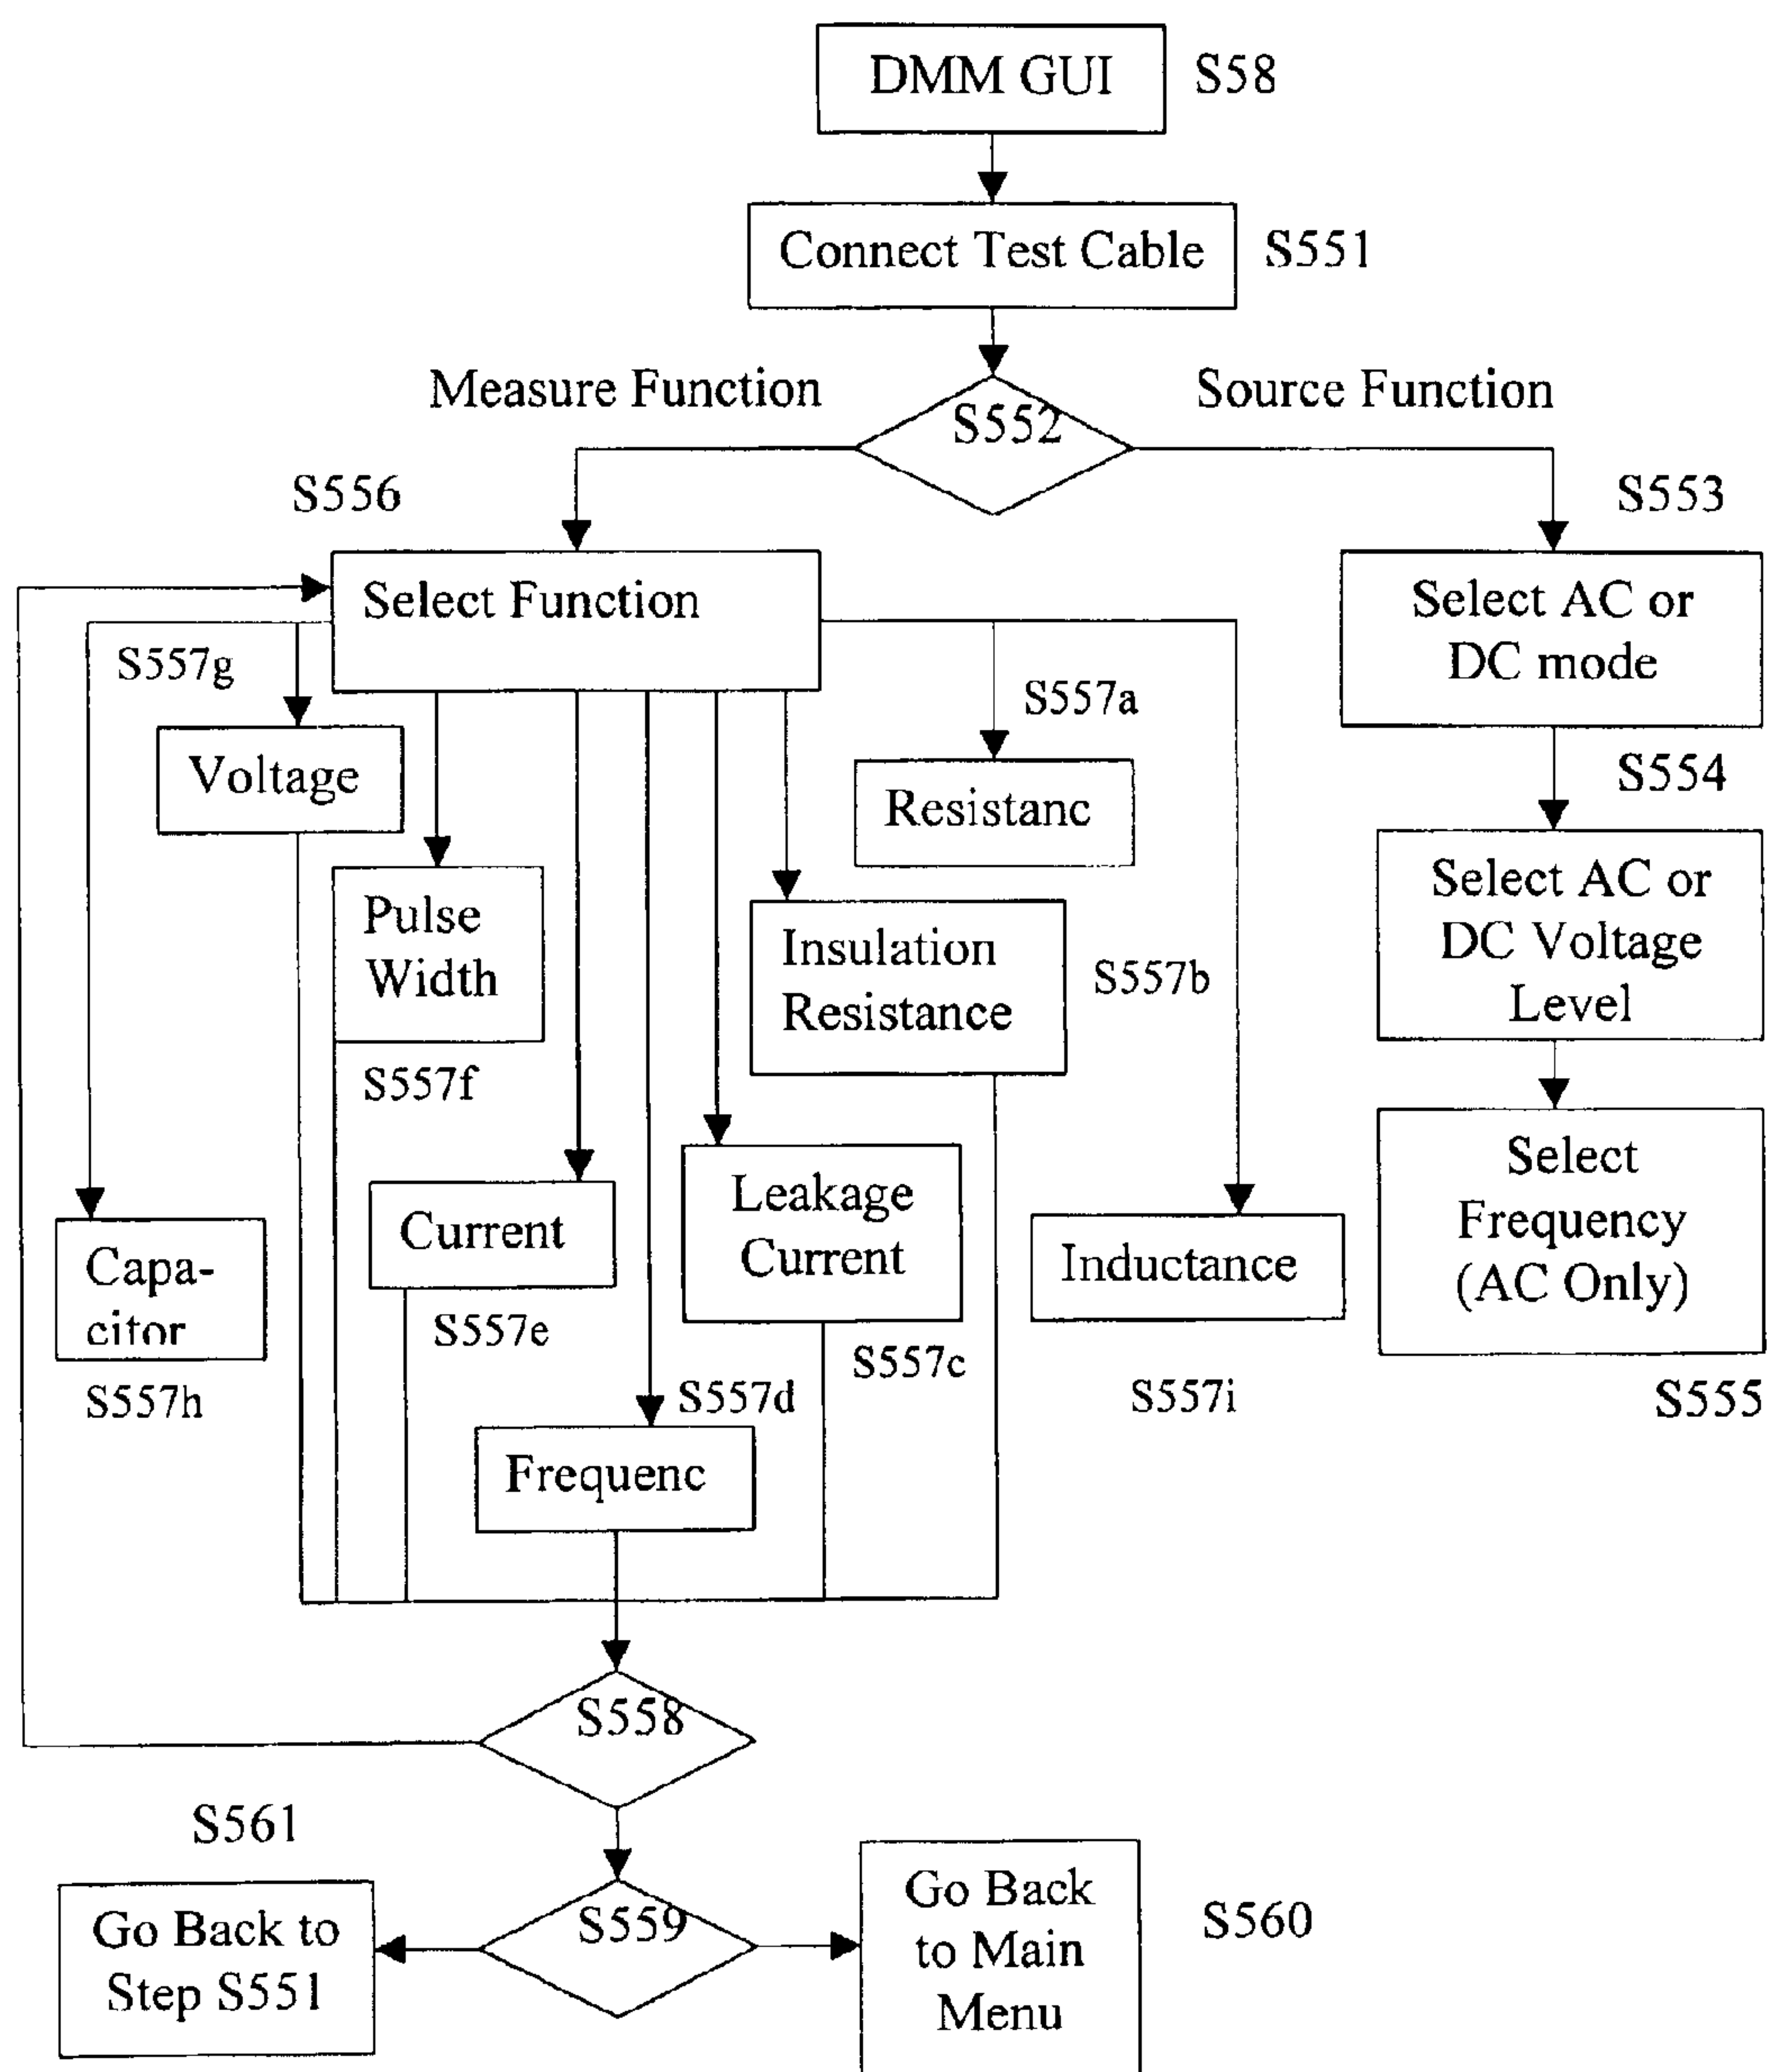 DMM GUI
S58
Connect Test Cable
S551
Measure Function
Source Function
S552
S556
S553
Select Function
Select AC or
DC mode
S557g
S557a
S554
Voltage
Resistanc
Select AC or
DC Voltage
Level
Pulse
Width
Insulation
Resistance
S557b
S557f
Select
Frequency
(AC Only)
Leakage
Current
Current
Inductance
Capa-
citor
S557e
S557c
S557h
S557d
S557i
S555
Frequenc
S558
S561
Go Back to
Step S551
S559
Go Back
to Main
Menu
S560